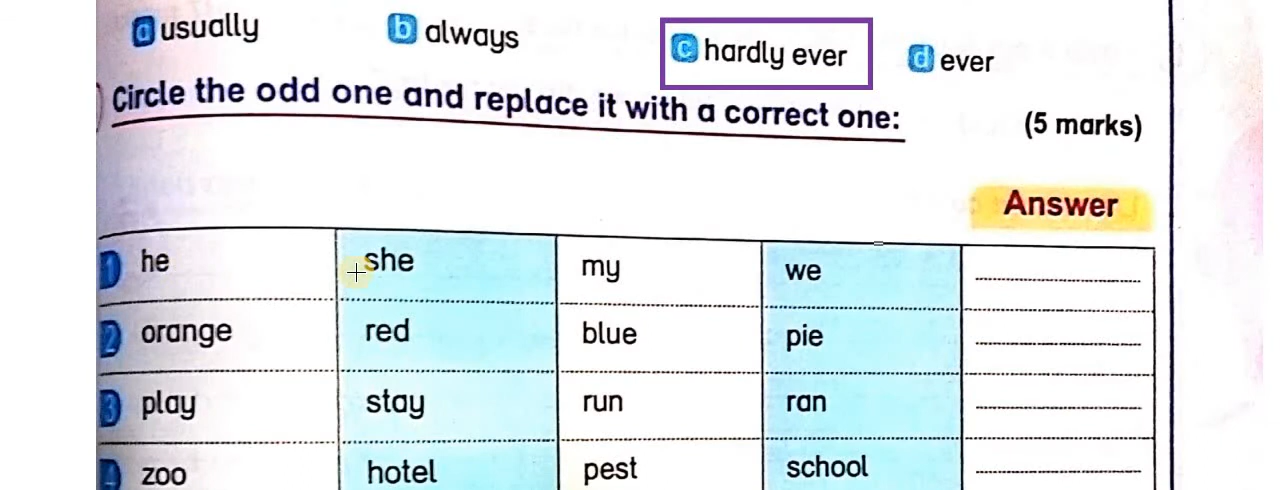 a usually b always c hardly ever d ever
Circle the odd one and replace it with a correct one: (5 marks)
Answer
1 he she my we
2 orange red blue pie
3 play stay run ran
4 zoo hotel pest school